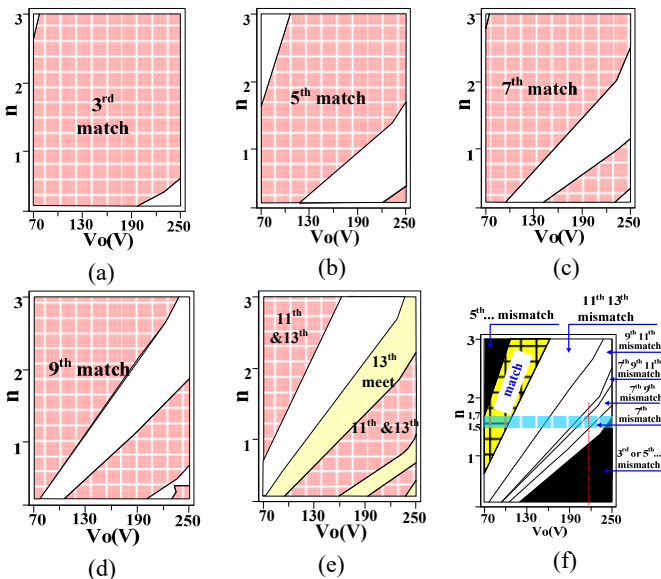 3
2
1
n
3rd
match
70
130
190
250
Vo(V)
(a)
3
2
1
n
5th match
70
130
190
250
Vo(V)
(b)
3
2
1
n
7th match
70
130
190
250
Vo(V)
(c)
3
2
1
n
9th match
70
130
190
250
Vo(V)
(d)
3
2
1
n
11th
&13th
13th
meet
11th &13th
70
130
190
250
Vo(V)
(e)
5th... mismatch
11th 13th
mismatch
9th 11th
mismatch
7th 9th 11th
mismatch
7th 9th
mismatch
7th
mismatch
3rd or 5th...
mismatch
match
3
2
1.7
1.5
1
n
70
130
190
250
Vo(V)
(f)